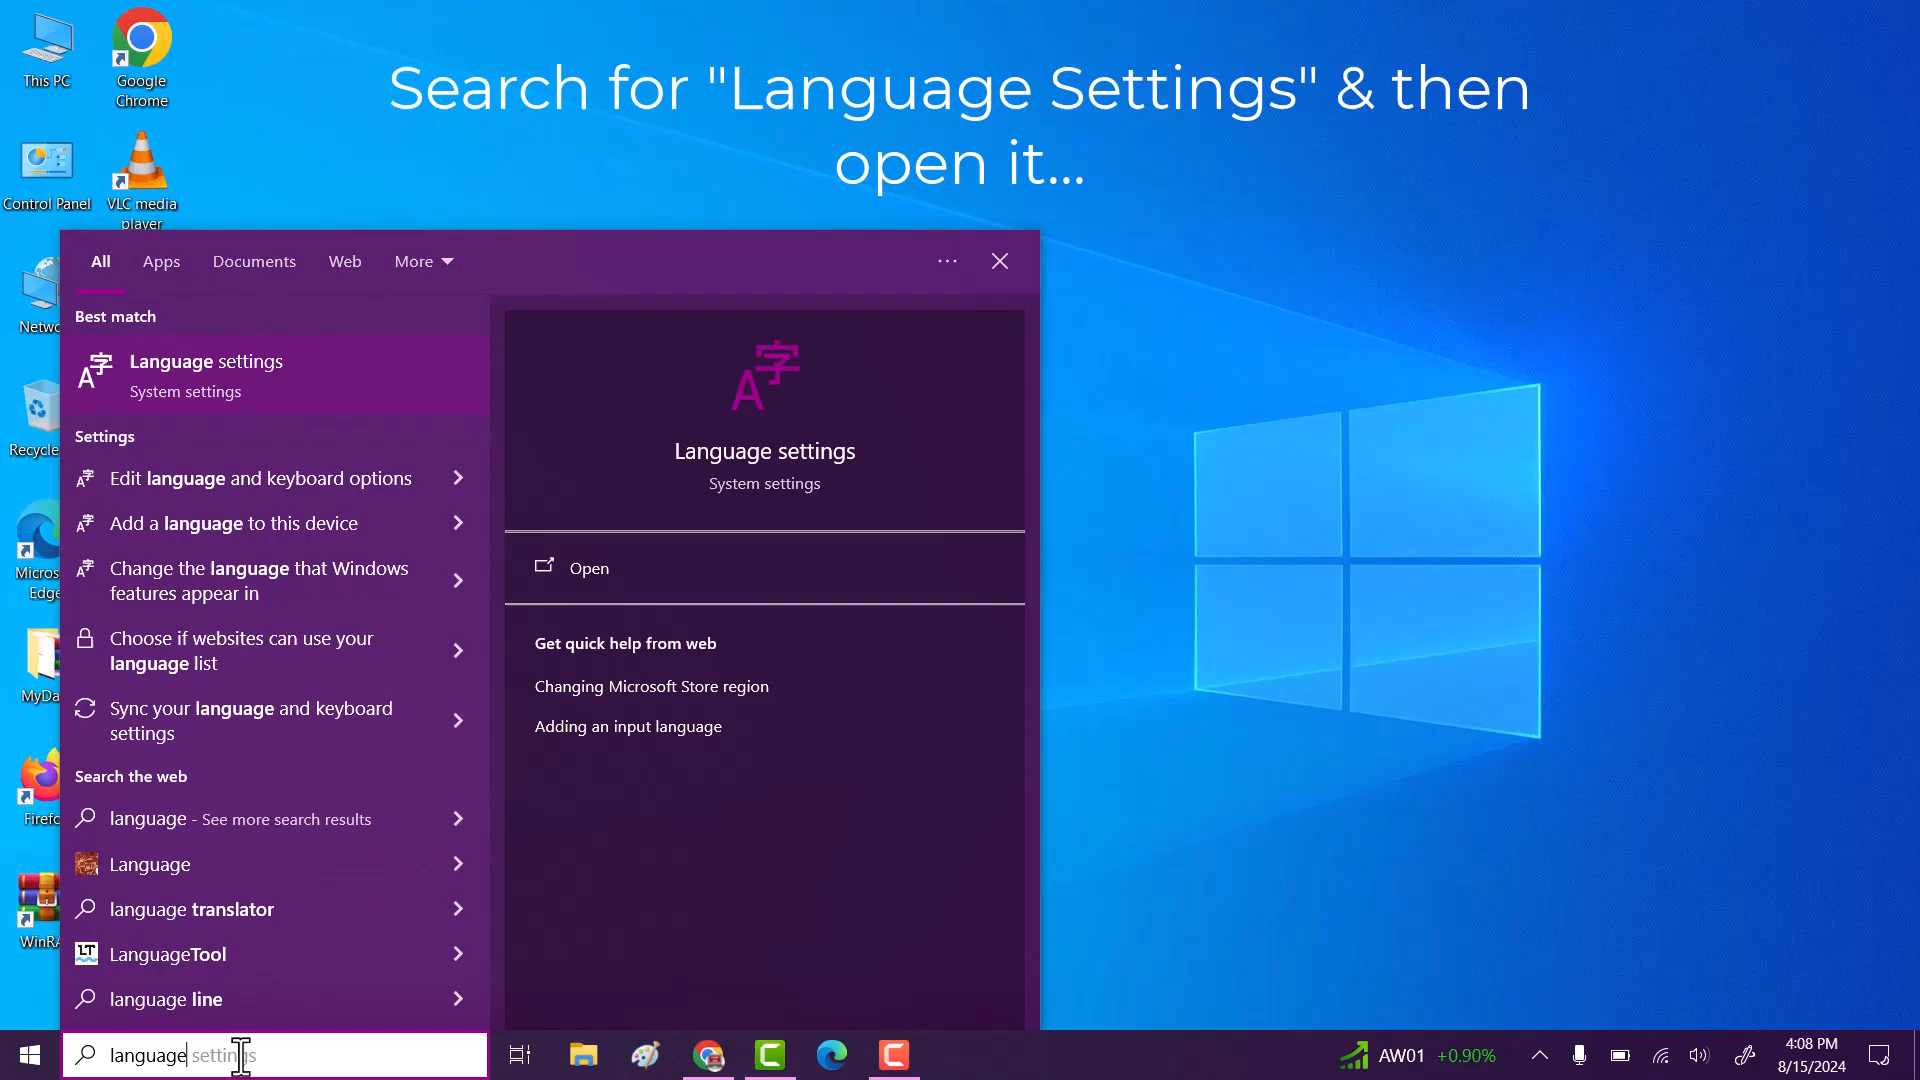 Search for "Language Settings" & then
open it...
This PC
Google
Chrome
Control Panel
VLC media
player
Netwo
Recycle
Micros
Edge
MyDa
Firefo
WinRA
All
Apps
Documents
Web
More
Best match
Language settings
System settings
Settings
Edit language and keyboard options
Add a language to this device
Change the language that Windows
features appear in
Choose if websites can use your
language list
Sync your language and keyboard
settings
Search the web
language - See more search results
Language
language translator
LanguageTool
language line
Language settings
System settings
Open
Get quick help from web
Changing Microsoft Store region
Adding an input language
language settings
AW01 +0.90%
4:08 PM
8/15/2024